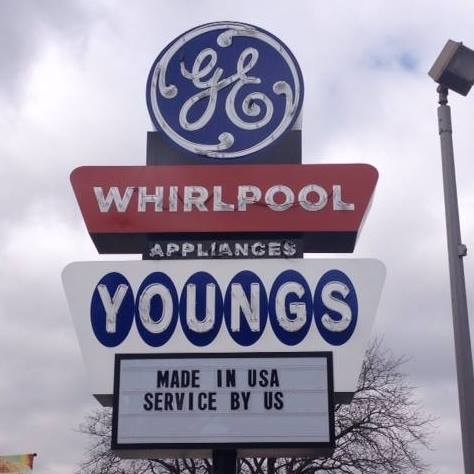 GE
WHIRLPOOL
APPLIANCES
YOUNGS
MADE IN USA
SERVICE BY US